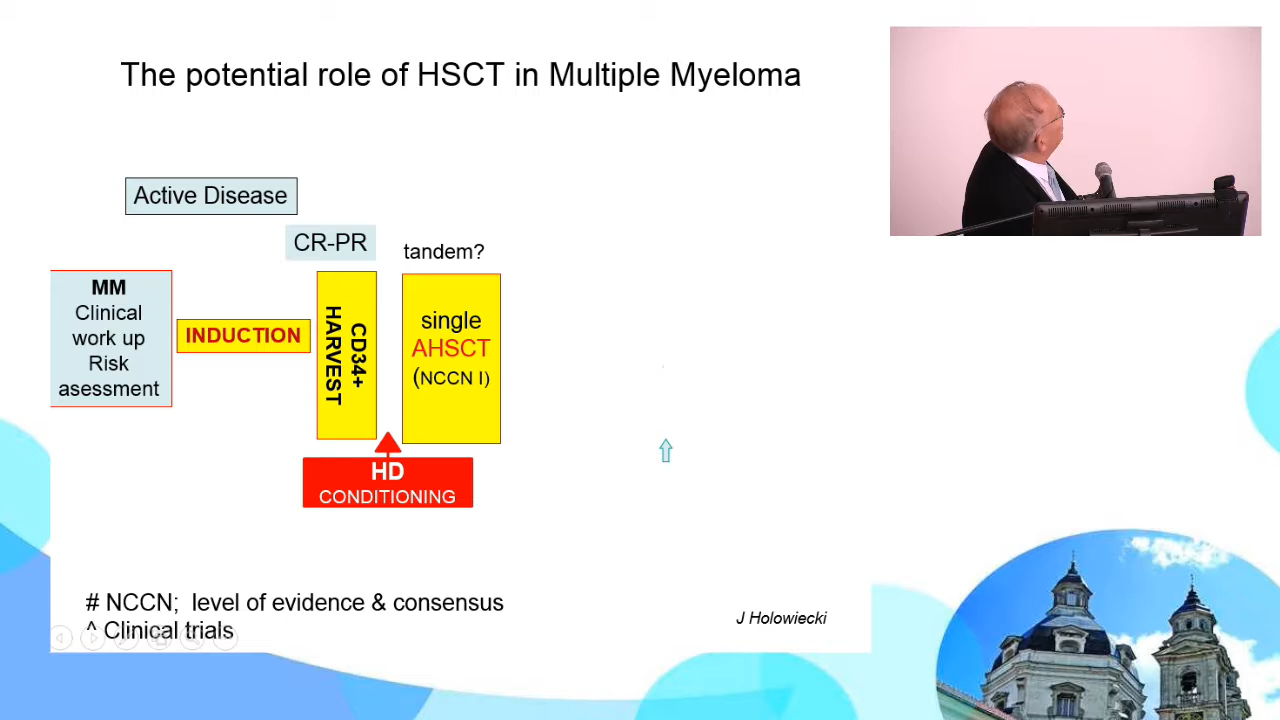 The potential role of HSCT in Multiple Myeloma
Active Disease
CR-PR
tandem?
MM
Clinical
work up
Risk
asessment
INDUCTION
CD34+
HARVEST
single
AHSCT
(NCCN I)
HD
CONDITIONING
# NCCN; level of evidence & consensus
^ Clinical trials
J Holowiecki